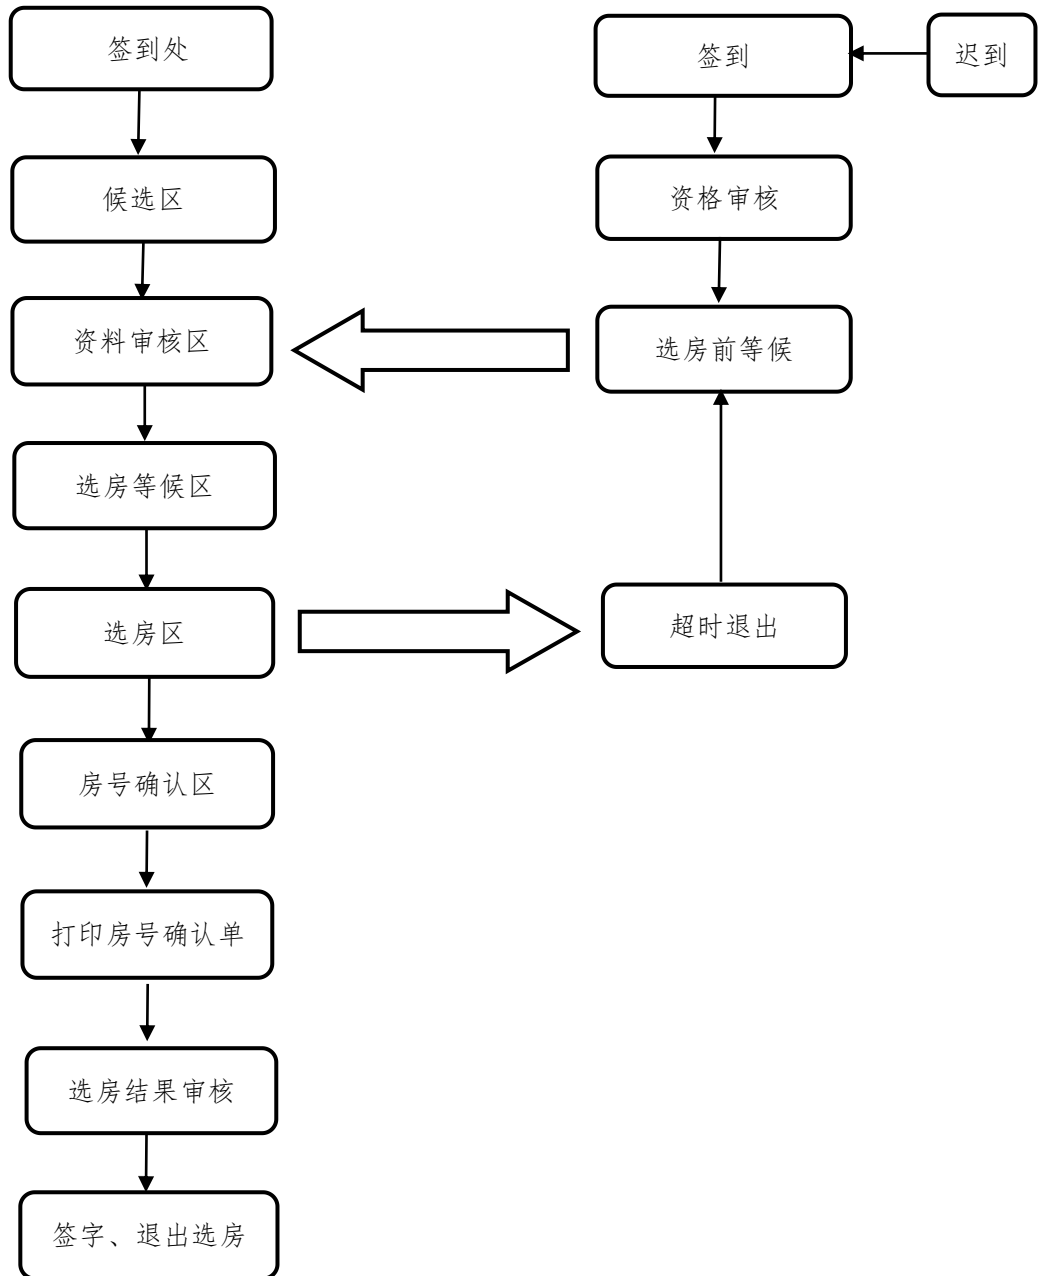 签到处
候选区
资料审核区
选房等候区
选房区
房号确认区
打印房号确认单
选房结果审核
签字、退出选房
签到
迟到
资格审核
选房前等候
超时退出